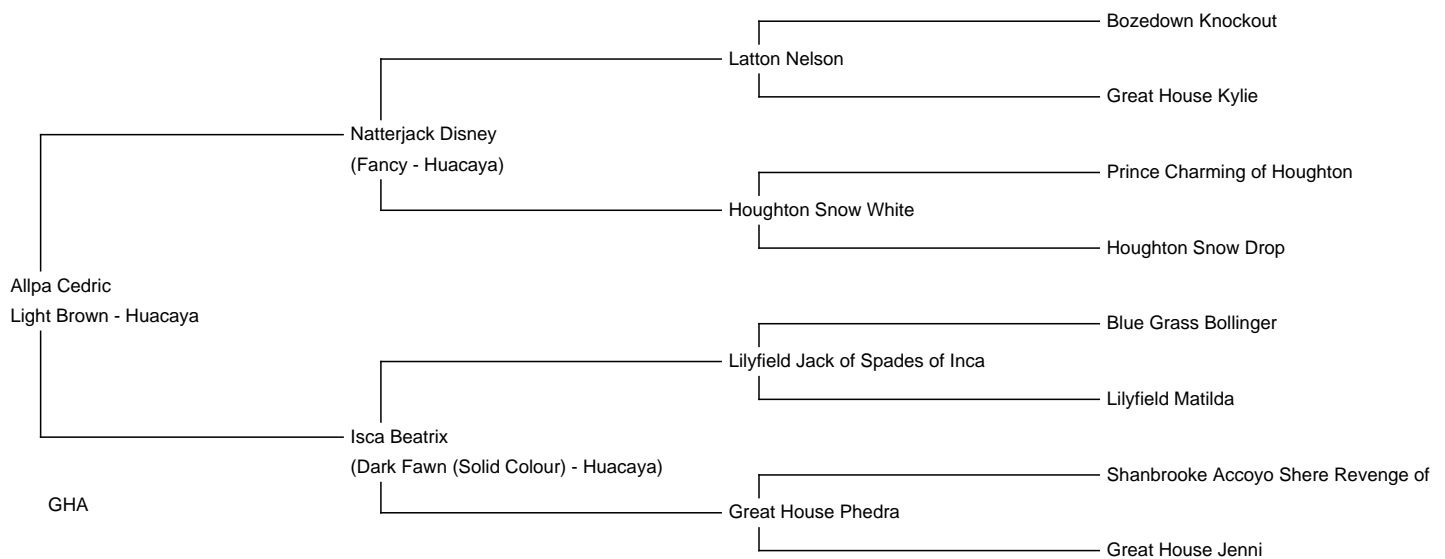 Bozedown Knockout
Latton Nelson
Great House Kylie
Natterjack Disney
(Fancy - Huacaya)
Prince Charming of Houghton
Houghton Snow White
Houghton Snow Drop
Allpa Cedric
Light Brown - Huacaya
Blue Grass Bollinger
Lilyfield Jack of Spades of Inca
Lilyfield Matilda
Isca Beatrix
(Dark Fawn (Solid Colour) - Huacaya)
Shanbrooke Accoyo Shere Revenge of
GHA
Great House Phedra
Great House Jenni